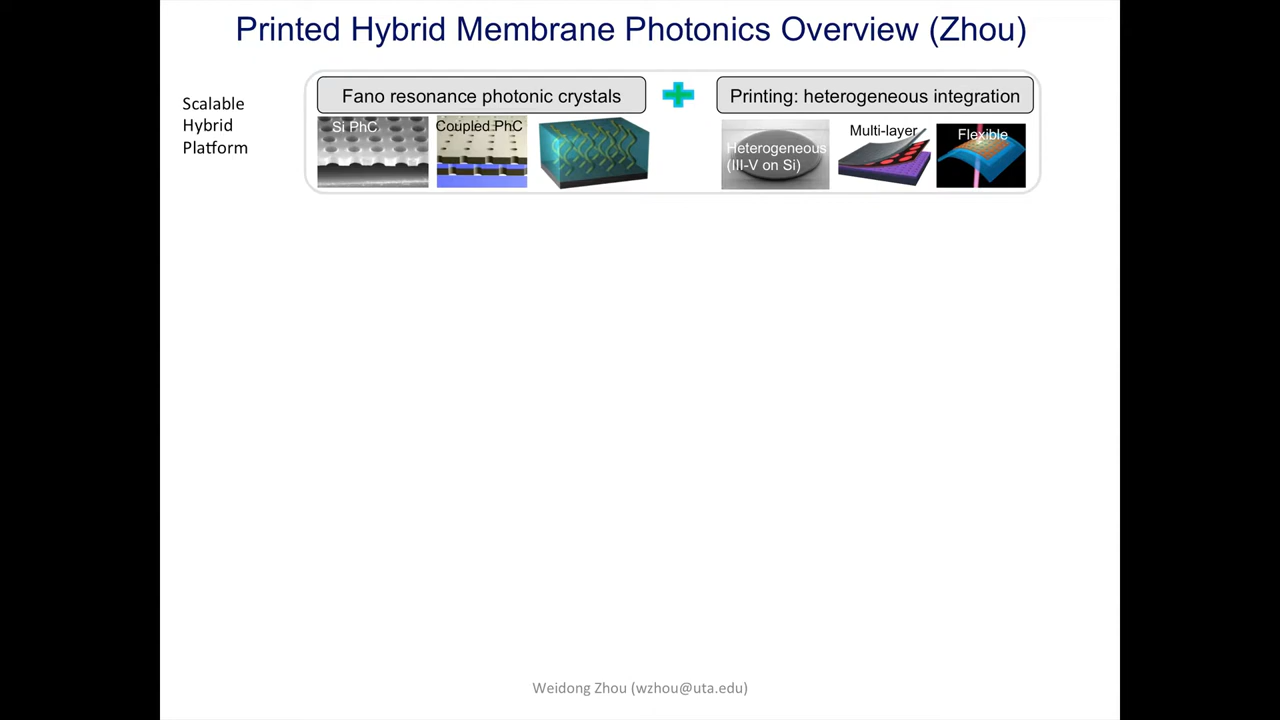 Printed Hybrid Membrane Photonics Overview (Zhou)
Scalable
Hybrid
Platform
Fano resonance photonic crystals
Printing: heterogeneous integration
Si PhC
Coupled PhC
Heterogeneous
(III-V on Si)
Multi-layer
Flexible
Weidong Zhou (wzhou@uta.edu)